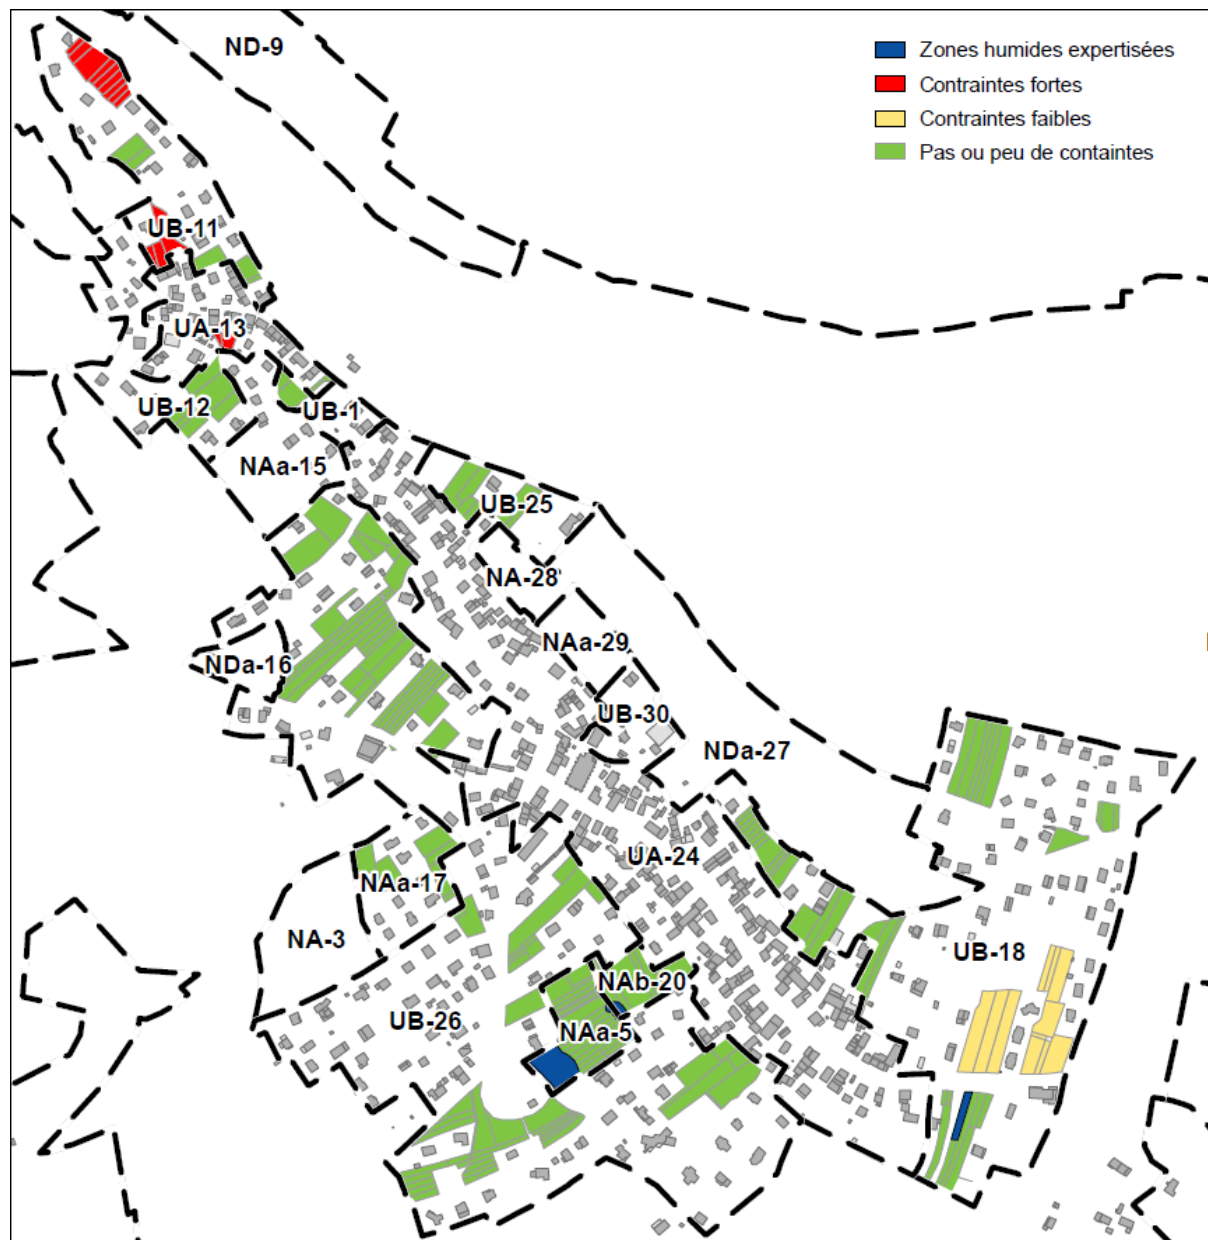 ND-9
Zones humides expertisées
Contraintes fortes
Contraintes faibles
Pas ou peu de containtes
UB-11
UA-13
UB-12
UB-1
NAa-15
UB-25
NA-28
NAa-29
NDa-16
UB-30
NDa-27
UA-24
NAa-17
NA-3
UB-18
NAb-20
UB-26
NAa-5